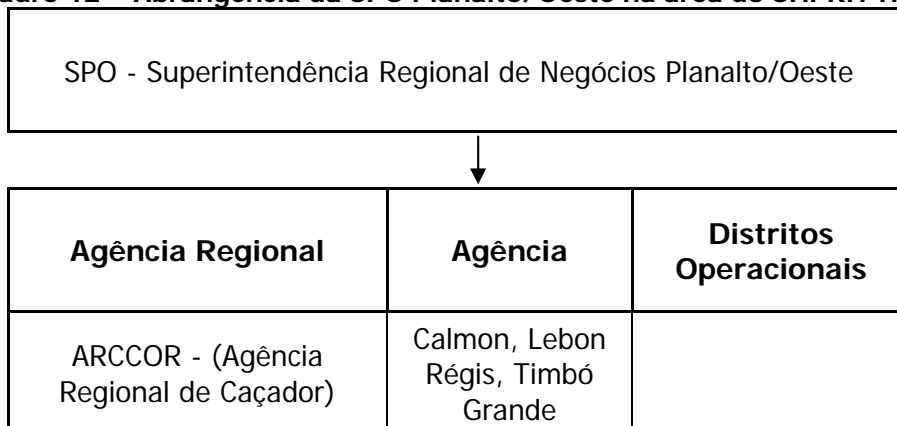 SPO - Superintendência Regional de Negócios Planalto/Oeste
Agência Regional
Agência
Distritos
Operacionais
ARCCOR - (Agência
Regional de Caçador)
Calmon, Lebon
Régis, Timbó
Grande